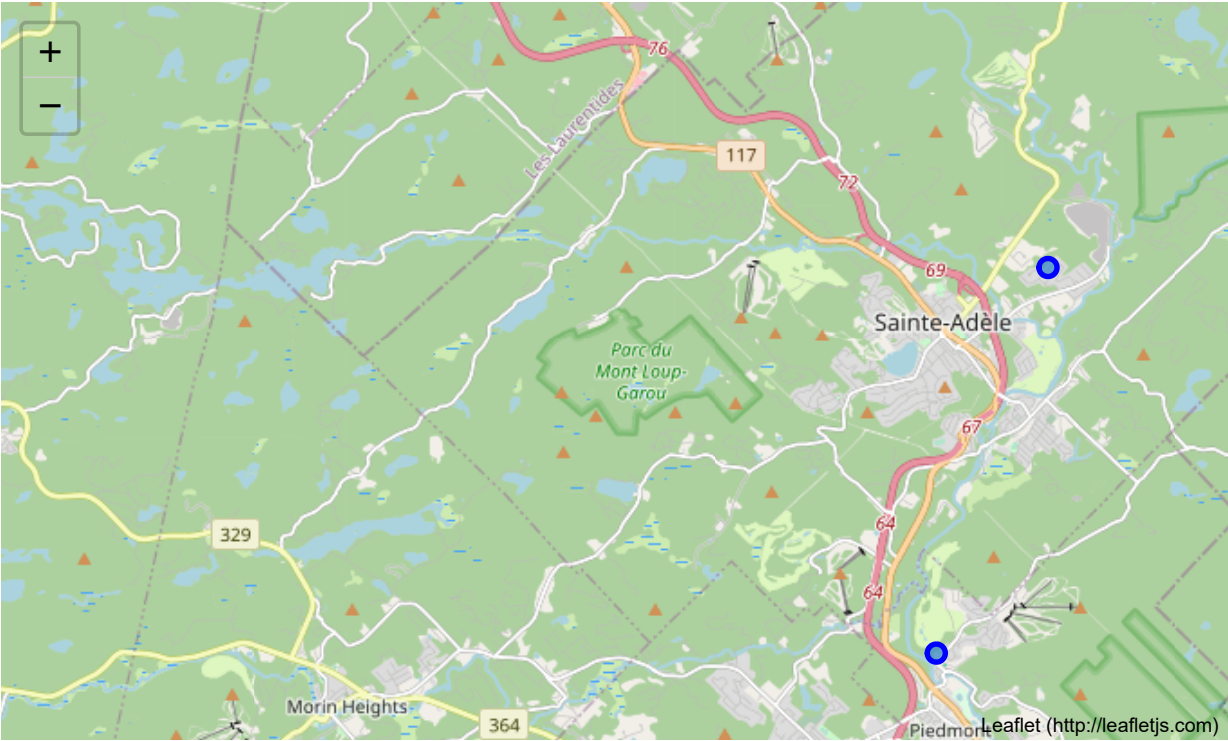 +
−
76
Les Laurentides
117
72
69
Sainte-Adèle
Parc du
Mont Loup-
Garou
67
64
329
64
Morin Heights
364
Piedmont
Leaflet (http://leafletjs.com)